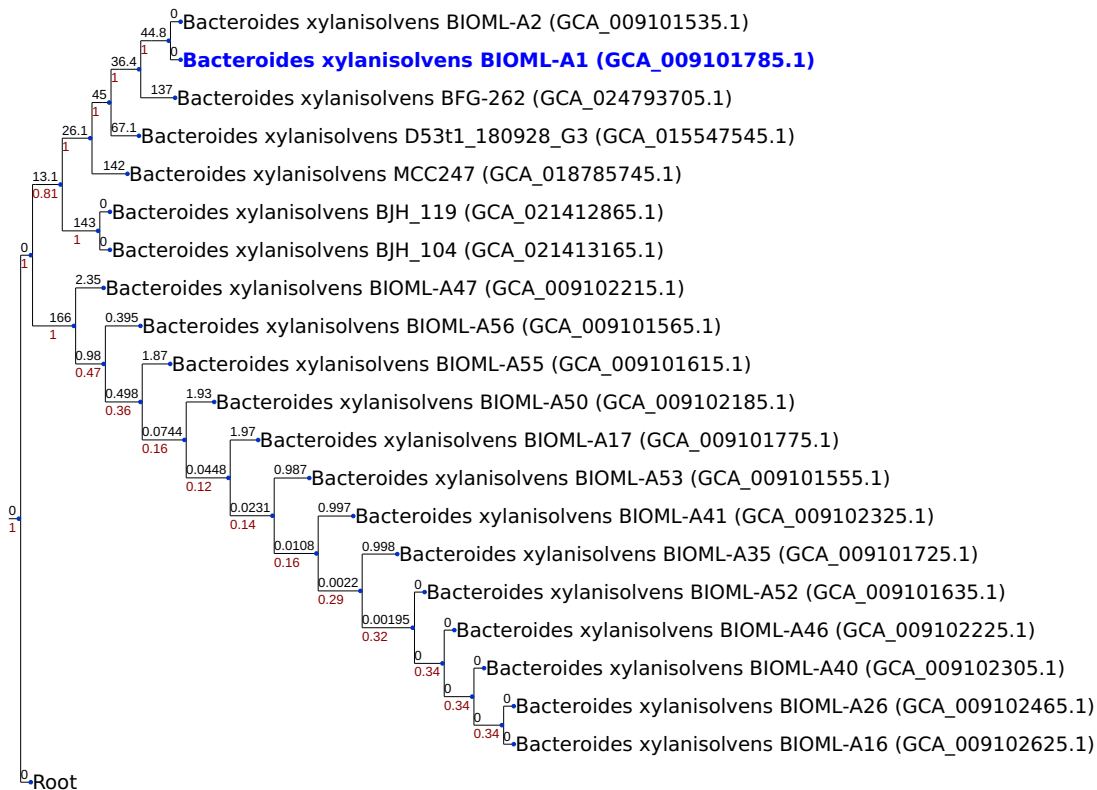 0
Bacteroides xylanisolvens BIOML-A2 (GCA_009101535.1)
44.8
1
0
Bacteroides xylanisolvens BIOML-A1 (GCA_009101785.1)
36.4
1
137
Bacteroides xylanisolvens BFG-262 (GCA_024793705.1)
45
1
67.1
Bacteroides xylanisolvens D53t1_180928_G3 (GCA_015547545.1)
26.1
1
142
Bacteroides xylanisolvens MCC247 (GCA_018785745.1)
13.1
0.81
0
Bacteroides xylanisolvens BJH_119 (GCA_021412865.1)
143
1
0
Bacteroides xylanisolvens BJH_104 (GCA_021413165.1)
0
1
2.35
Bacteroides xylanisolvens BIOML-A47 (GCA_009102215.1)
166
1
0.395
Bacteroides xylanisolvens BIOML-A56 (GCA_009101565.1)
0.98
0.47
1.87
Bacteroides xylanisolvens BIOML-A55 (GCA_009101615.1)
0.498
0.36
1.93
Bacteroides xylanisolvens BIOML-A50 (GCA_009102185.1)
0.0744
0.16
1.97
Bacteroides xylanisolvens BIOML-A17 (GCA_009101775.1)
0.0448
0.12
0.987
Bacteroides xylanisolvens BIOML-A53 (GCA_009101555.1)
0.0231
0.14
0.997
Bacteroides xylanisolvens BIOML-A41 (GCA_009102325.1)
0
1
0.0108
0.16
0.998
Bacteroides xylanisolvens BIOML-A35 (GCA_009101725.1)
0.0022
0.29
0
Bacteroides xylanisolvens BIOML-A52 (GCA_009101635.1)
0.00195
0.32
0
Bacteroides xylanisolvens BIOML-A46 (GCA_009102225.1)
0
0.34
0
Bacteroides xylanisolvens BIOML-A40 (GCA_009102305.1)
0
0.34
0
Bacteroides xylanisolvens BIOML-A26 (GCA_009102465.1)
0
0.34
0
Bacteroides xylanisolvens BIOML-A16 (GCA_009102625.1)
0
Root